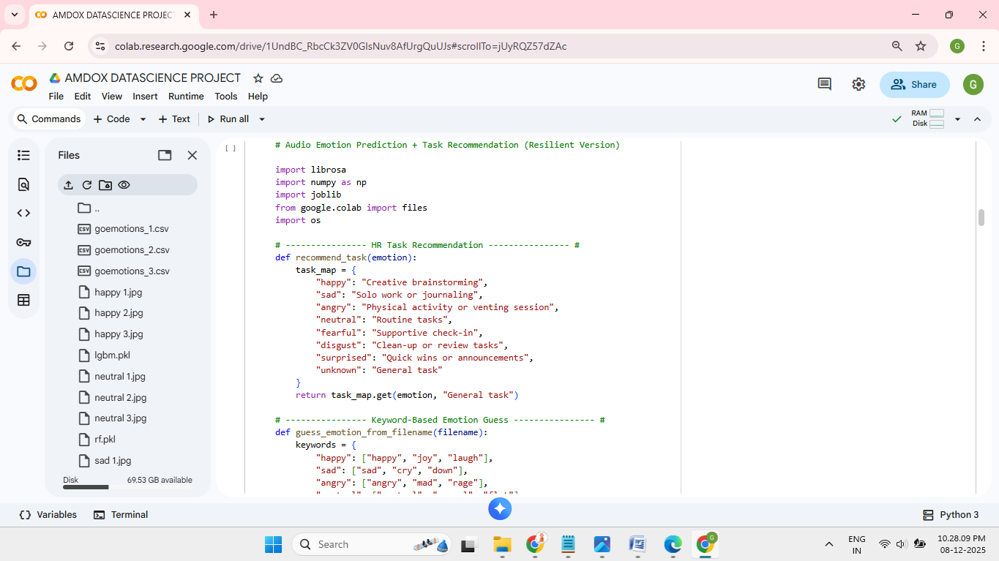 AMDOX DATASCIENCE PROJECT
colab.research.google.com/drive/1UndBC_RbcCk3ZV0GIsNuv8AfUrgQuUJs#scrollTo=jUyRQZ57dZAc
G
AMDOX DATASCIENCE PROJECT
File Edit View Insert Runtime Tools Help
Share
G
Commands + Code + Text Run all
RAM
Disk
Files
..
goemotions_1.csv
goemotions_2.csv
goemotions_3.csv
happy 1.jpg
happy 2.jpg
happy 3.jpg
lgbm.pkl
neutral 1.jpg
neutral 2.jpg
neutral 3.jpg
rf.pkl
sad 1.jpg
Disk 69.53 GB available
[ ]
# Audio Emotion Prediction + Task Recommendation (Resilient Version)
import librosa
import numpy as np
import joblib
from google.colab import files
import os
# ---------------- HR Task Recommendation ---------------- #
def recommend_task(emotion):
task_map = {
"happy": "Creative brainstorming",
"sad": "Solo work or journaling",
"angry": "Physical activity or venting session",
"neutral": "Routine tasks",
"fearful": "Supportive check-in",
"disgust": "Clean-up or review tasks",
"surprised": "Quick wins or announcements",
"unknown": "General task"
}
return task_map.get(emotion, "General task")
# ---------------- Keyword-Based Emotion Guess ---------------- #
def guess_emotion_from_filename(filename):
keywords = {
"happy": ["happy", "joy", "laugh"],
"sad": ["sad", "cry", "down"],
"angry": ["angry", "mad", "rage"],
Variables Terminal
Python 3
Search
G
ENG
IN
10.28.09 PM
08-12-2025